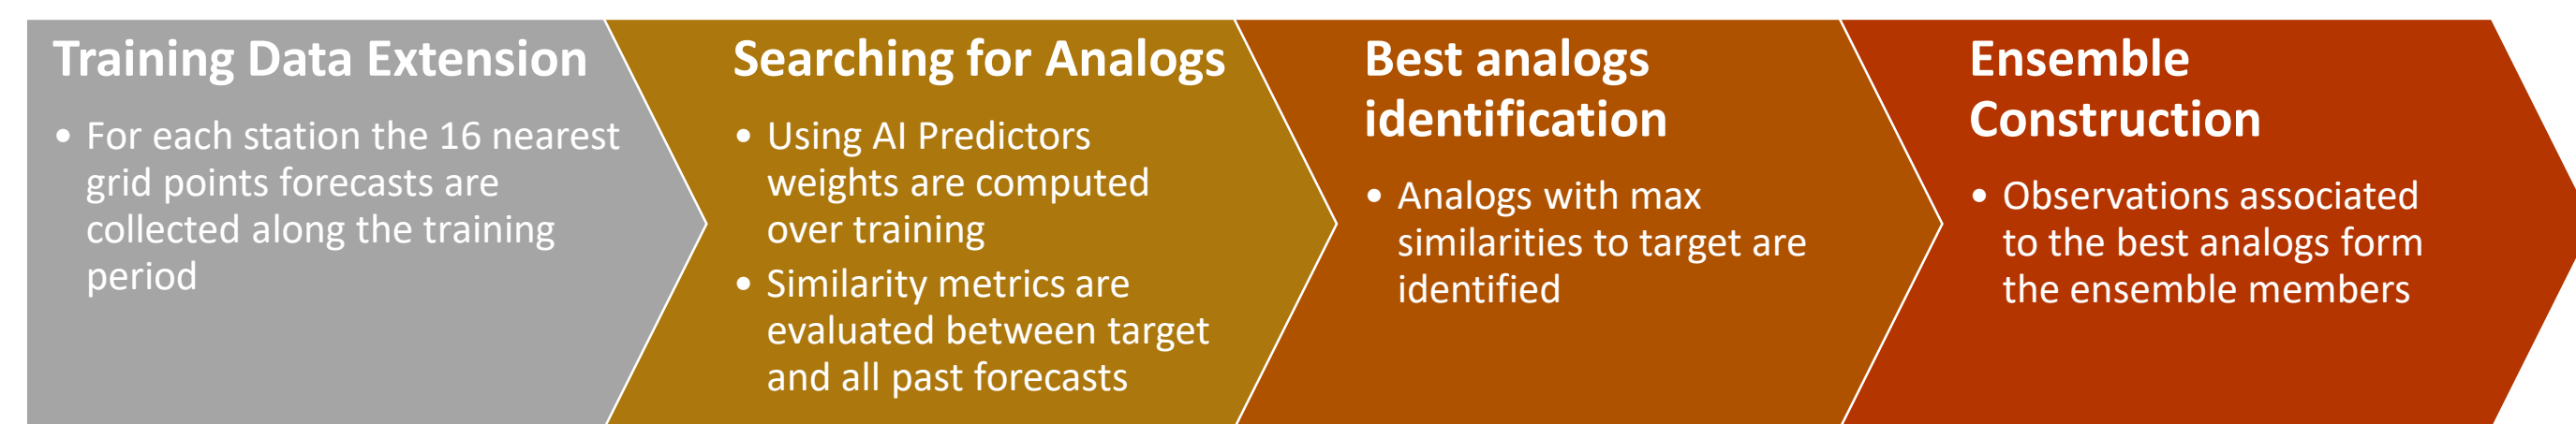 Training Data Extension
• For each station the 16 nearest
grid points forecasts are
collected along the training
period
Searching for Analogs
• Using AI Predictors
weights are computed
over training
• Similarity metrics are
evaluated between target
and all past forecasts
Best analogs
identification
• Analogs with max
similarities to target are
identified
Ensemble
Construction
• Observations associated
to the best analogs form
the ensemble members